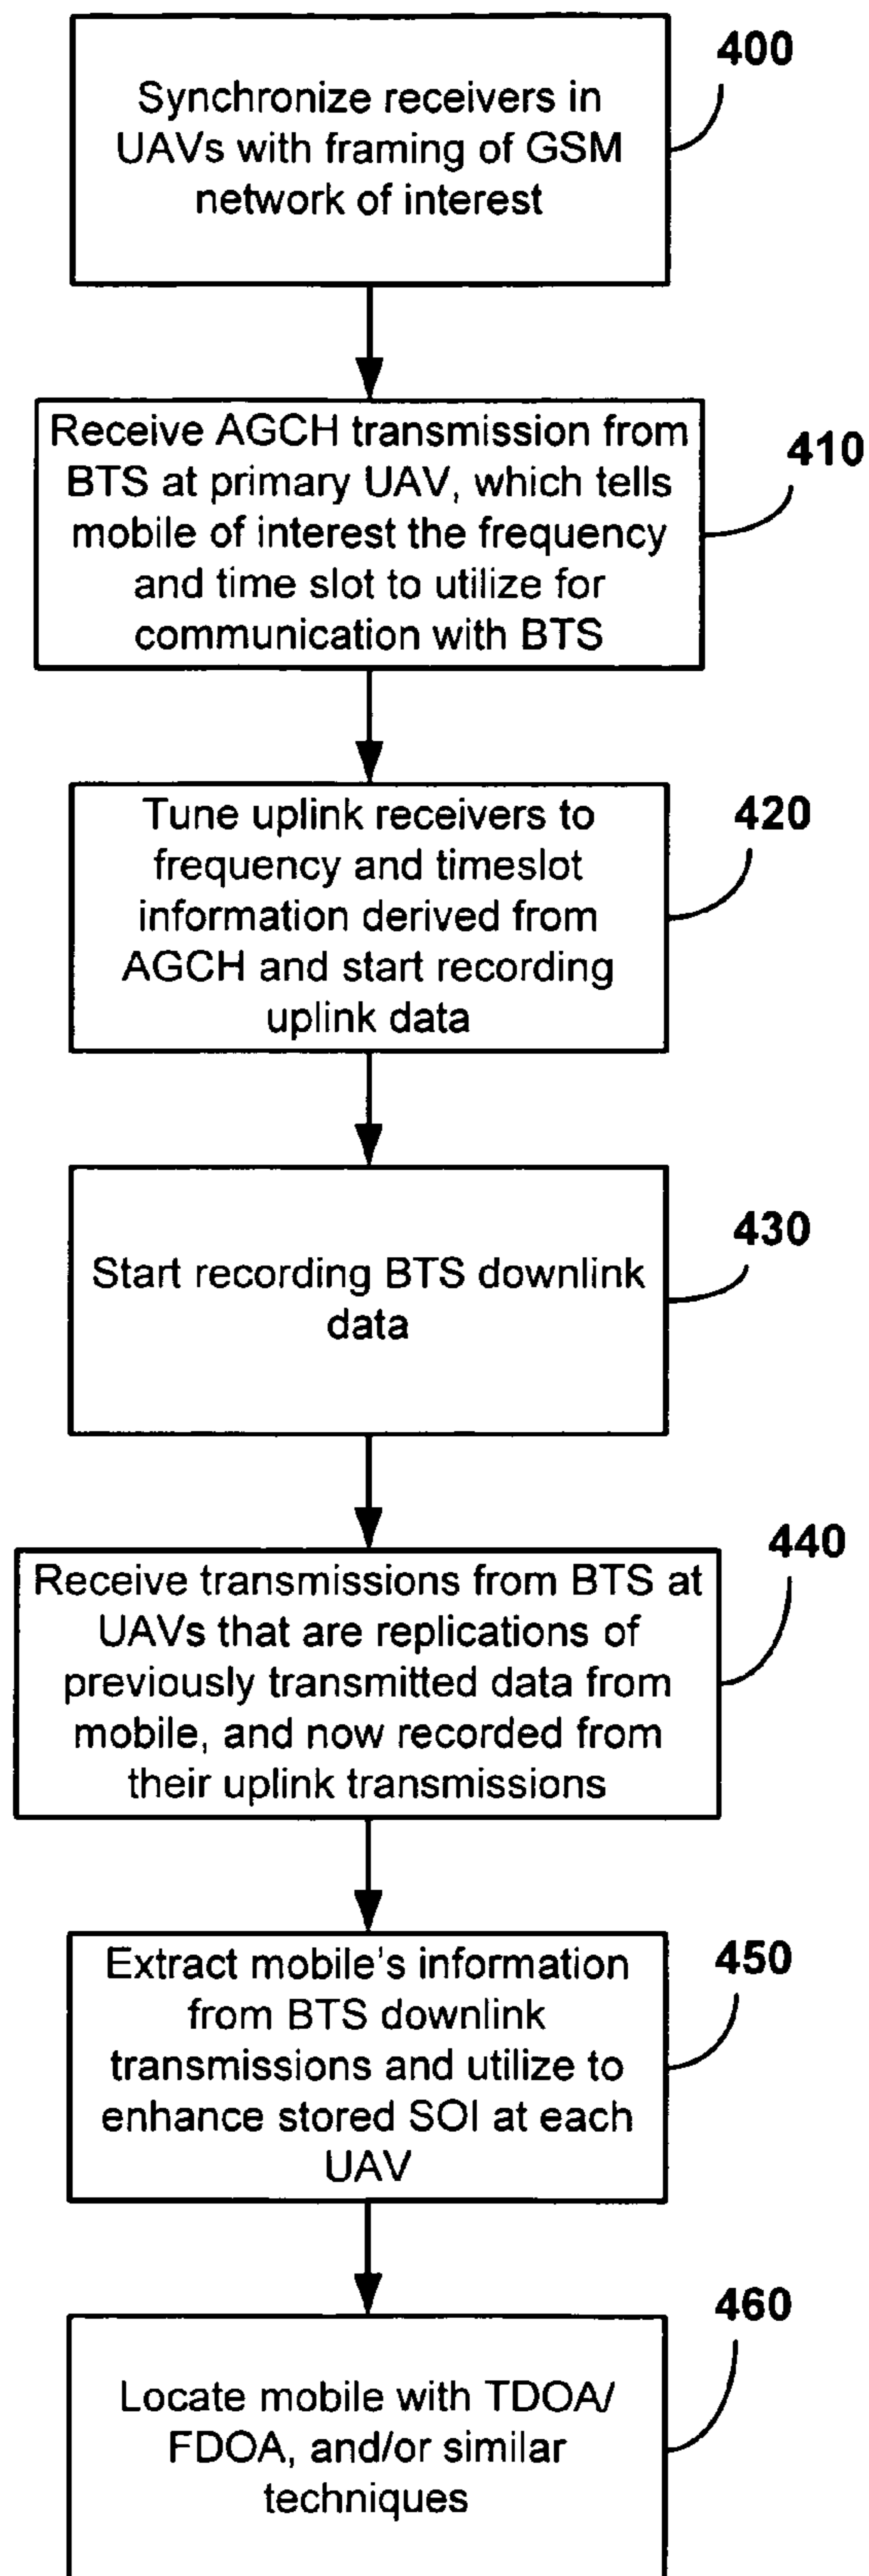 Synchronize receivers in
UAVs with framing of GSM
network of interest
400
Receive AGCH transmission from
BTS at primary UAV, which tells
mobile of interest the frequency
and time slot to utilize for
communication with BTS
410
Tune uplink receivers to
frequency and timeslot
information derived from
AGCH and start recording
uplink data
420
Start recording BTS downlink
data
430
Receive transmissions from BTS at
UAVs that are replications of
previously transmitted data from
mobile, and now recorded from
their uplink transmissions
440
Extract mobile's information
from BTS downlink
transmissions and utilize to
enhance stored SOI at each
UAV
450
Locate mobile with TDOA/
FDOA, and/or similar
techniques
460